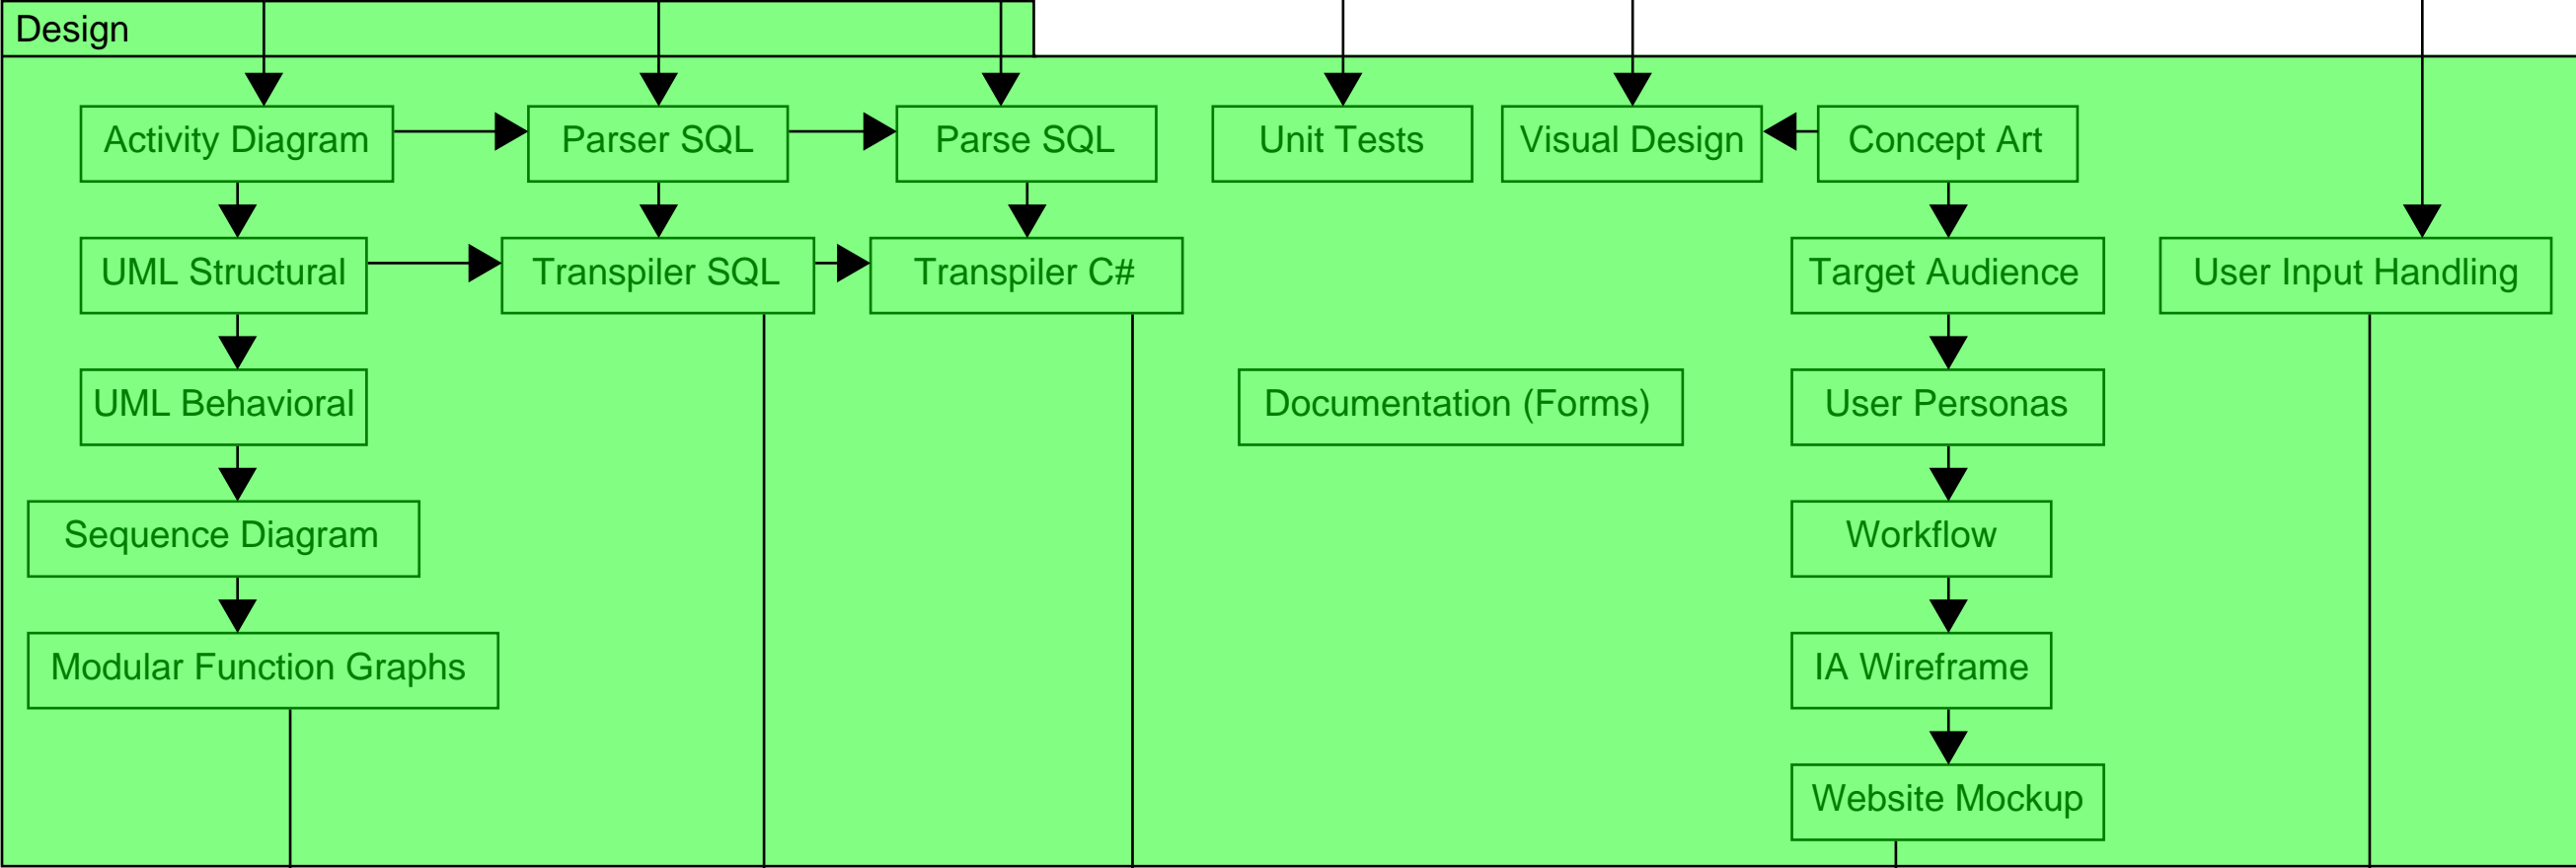 Design
Activity Diagram
Parser SQL
Parse SQL
Unit Tests
Visual Design
Concept Art
UML Structural
Transpiler SQL
Transpiler C#
Target Audience
User Input Handling
UML Behavioral
Documentation (Forms)
User Personas
Sequence Diagram
Workflow
Modular Function Graphs
IA Wireframe
Website Mockup